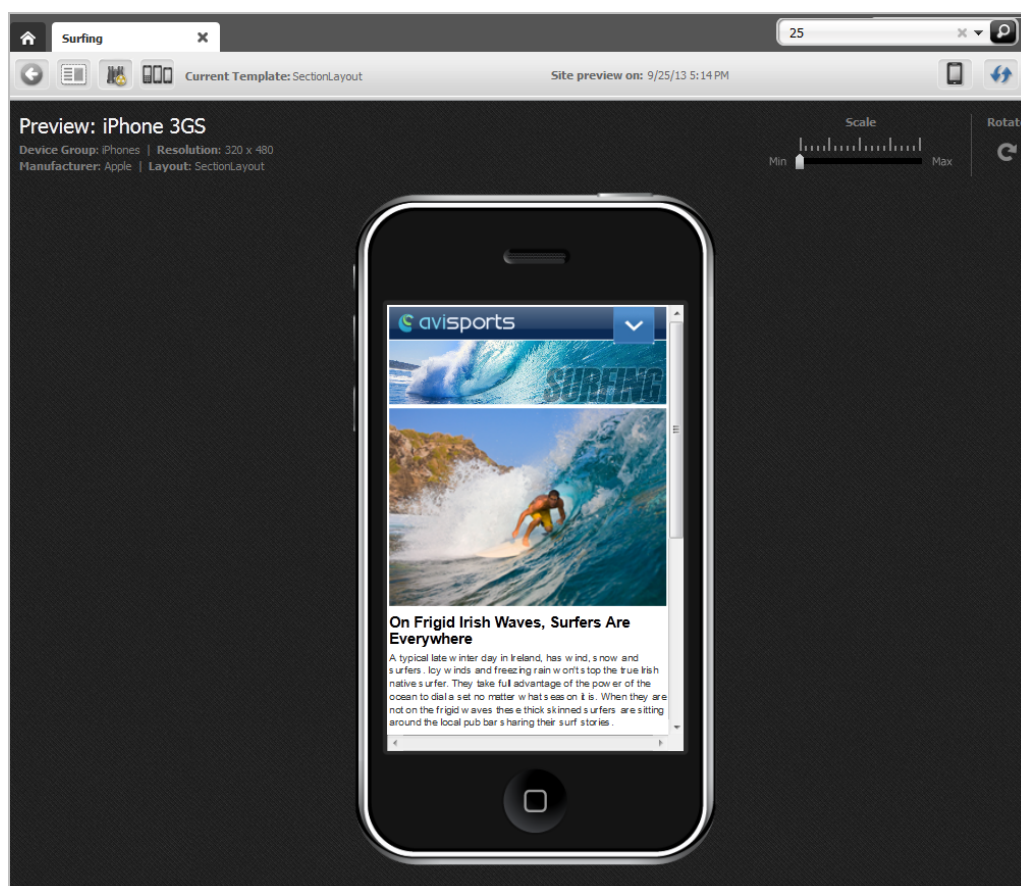 Surfing
25
Current Template: SectionLayout
Site preview on: 9/25/13 5:14 PM
Preview: iPhone 3GS
Device Group: iPhones | Resolution: 320 x 480
Manufacturer: Apple | Layout: SectionLayout
Scale
Min
Max
Rotat
avisports
SURFING
On Frigid Irish Waves, Surfers Are
Everywhere
A typical late winter day in Ireland, has wind, snow and
surfers. Icy winds and freezing rain won't stop the true Irish
native surfer. They take full advantage of the power of the
ocean to dial a set no matter what season it is. When they are
not on the frigid waves these thick skinned surfers are sitting
around the local pub bar sharing their surf stories.